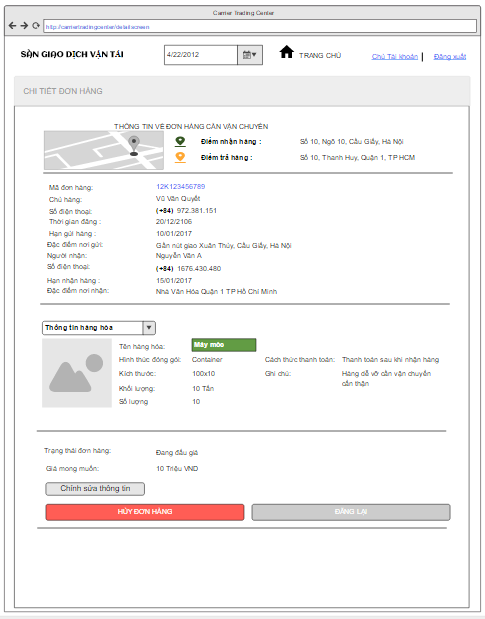 Carrier Trading Center
http://carriertradingcenter/detailscreen
SÀN GIAO DỊCH VẬN TẢI
4/22/2012
TRANG CHỦ
Chủ Tài khoản
Đăng xuất
CHI TIẾT ĐƠN HÀNG
THÔNG TIN VỀ ĐƠN HÀNG CẦN VẬN CHUYỂN
Điểm nhận hàng : Số 10, Ngõ 10, Cầu Giấy, Hà Nội
Điểm trả hàng : Số 10, Thanh Huy, Quận 1, TP HCM
Mã đơn hàng: 12K123456789
Chủ hàng: Vũ Văn Quyết
Số điện thoại: (+84) 972.381.151
Thời gian đăng : 20/12/2106
Hạn gửi hàng : 10/01/2017
Đặc điểm nơi gửi: Gần nút giao Xuân Thủy, Cầu Giấy, Hà Nội
Người nhận: Nguyễn Văn A
Số điện thoại: (+84) 1676.430.480
Hạn nhận hàng : 15/01/2017
Đặc điểm nơi nhận: Nhà Văn Hóa Quận 1 TP Hồ Chí Minh
Thông tin hàng hóa
Tên hàng hóa: Máy móc
Hình thức đóng gói: Container Cách thức thanh toán: Thanh toán sau khi nhận hàng
Kích thước: 100x10 Ghi chú: Hàng dễ vỡ cần vận chuyển
cẩn thận
Khối lượng: 10 Tấn
Số lượng 10
Trạng thái đơn hàng: Đang đấu giá
Giá mong muốn: 10 Triệu VND
Chỉnh sửa thông tin
HỦY ĐƠN HÀNG
ĐĂNG LẠI